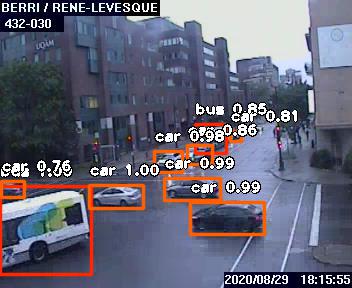 BERRI / RENE-LEVESQUE
432-030
UQAM
bus 0.85
car 0.81
0.86
car 0.98
car 0.99
car 0.76
car 1.00
car 0.99
2020/08/29 18:15:55